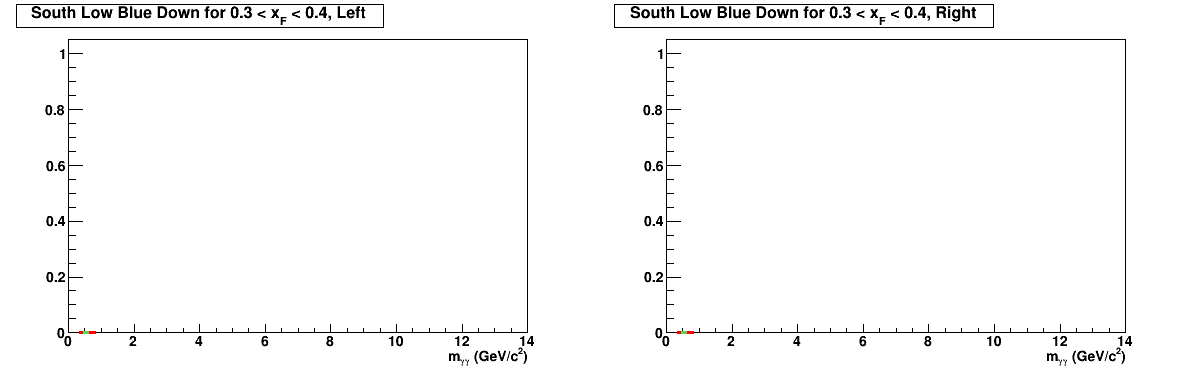 South Low Blue Down for 0.3 < x_F < 0.4, Left
1
0.8
0.6
0.4
0.2
0
0 2 4 6 8 10 12 14
m_γγ (GeV/c²)
South Low Blue Down for 0.3 < x_F < 0.4, Right
1
0.8
0.6
0.4
0.2
0
0 2 4 6 8 10 12 14
m_γγ (GeV/c²)